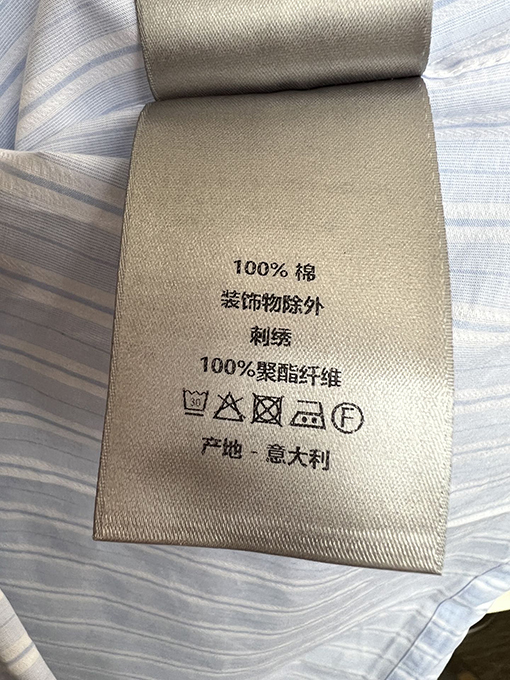 100% 棉
装饰物除外
刺绣
100%聚酯纤维
30 F
产地 - 意大利